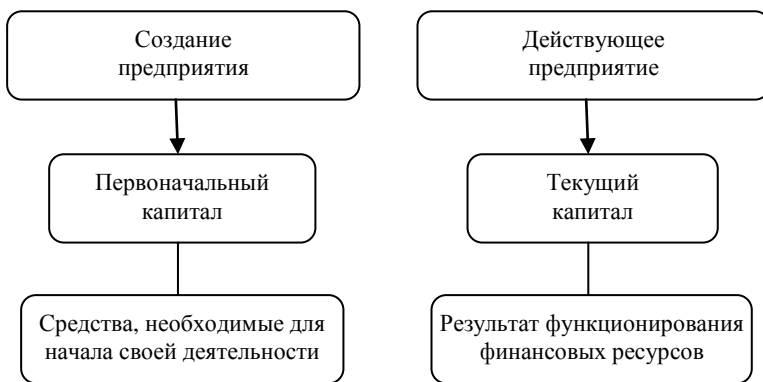 Создание
предприятия
Действующее
предприятие
Первоначальный
капитал
Текущий
капитал
Средства, необходимые для
начала своей деятельности
Результат функционирования
финансовых ресурсов